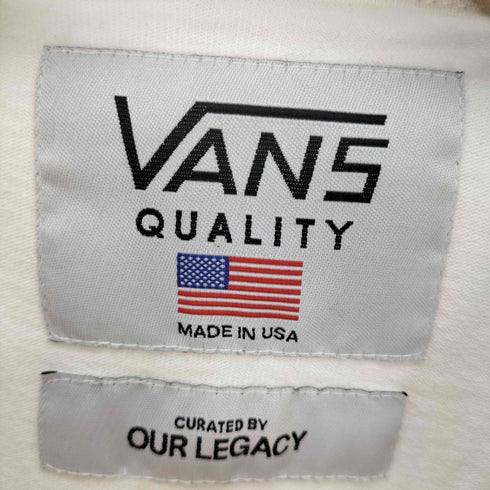 VANS
QUALITY
MADE IN USA
CURATED BY
OUR LEGACY